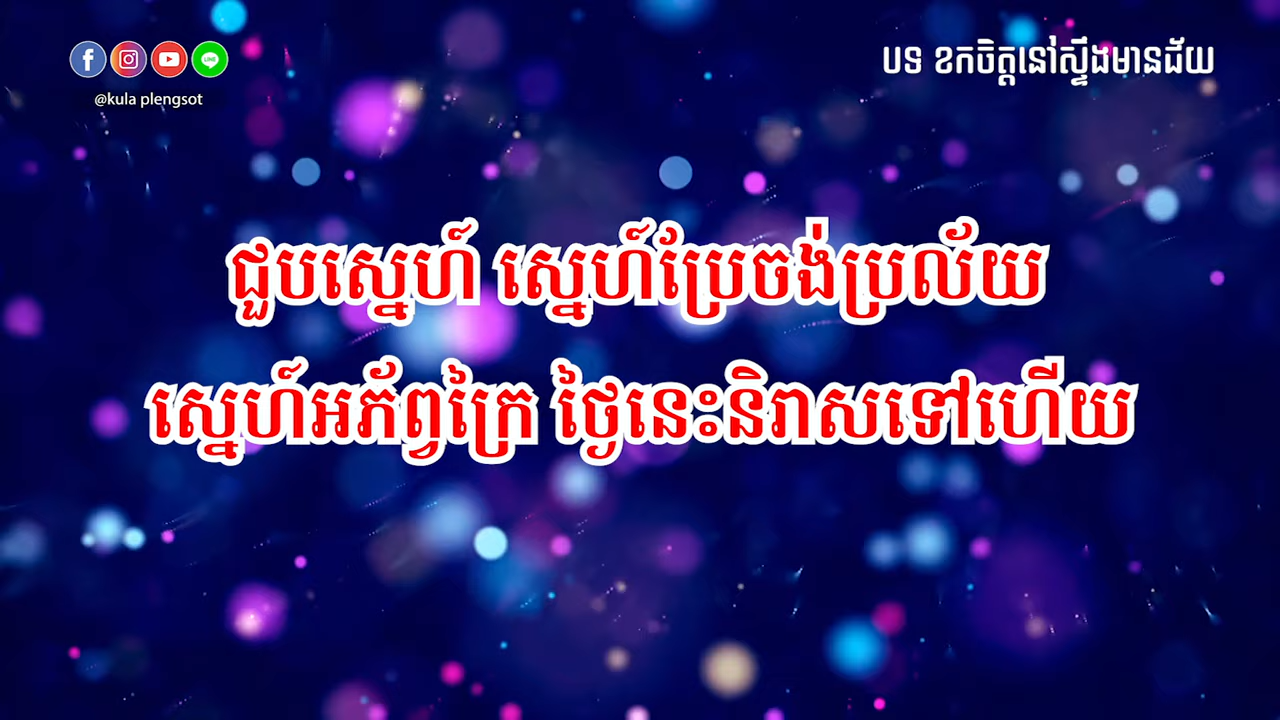 បទ ខកចិត្តនៅស្ទឹងមានជ័យ
@kula plengsot
ជួបស្នេហ៍ ស្នេហ៍ប្រែចង់ប្រល័យ
ស្នេហ៍អភ័ព្វក្រៃ ថ្ងៃនេះនិរាសទៅហើយ